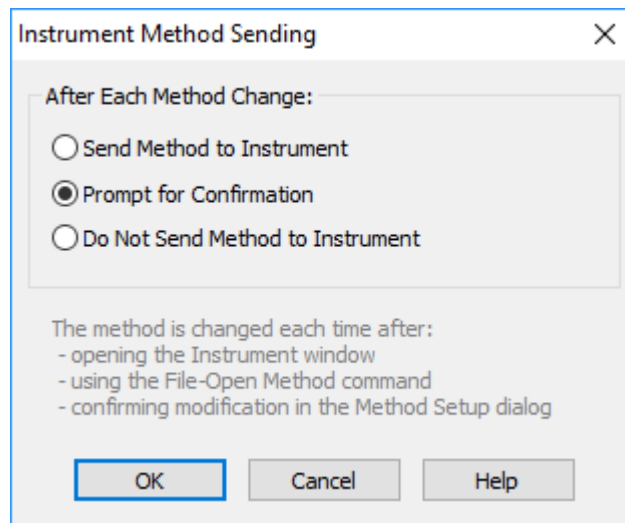 Instrument Method Sending
After Each Method Change:
Send Method to Instrument
Prompt for Confirmation
Do Not Send Method to Instrument
The method is changed each time after:
- opening the Instrument window
- using the File-Open Method command
- confirming modification in the Method Setup dialog
OK Cancel Help